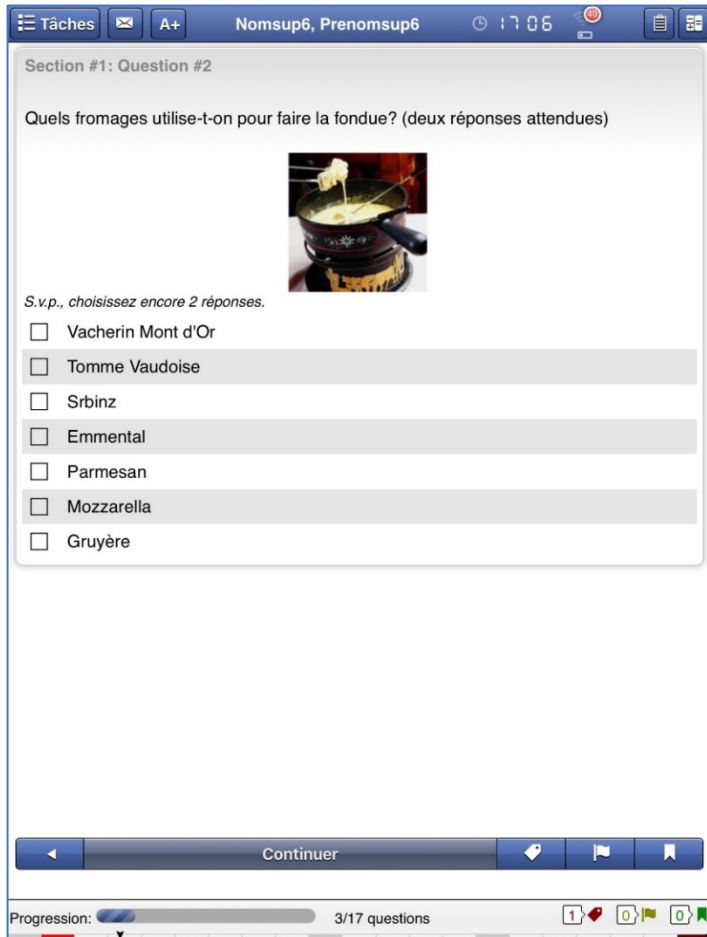 Tâches A+ Nomsup6, Prenomsup6 17 06 40
Section #1: Question #2
Quels fromages utilise-t-on pour faire la fondue? (deux réponses attendues)
S.v.p., choisissez encore 2 réponses.
Vacherin Mont d'Or
Tomme Vaudoise
Srbinz
Emmental
Parmesan
Mozzarella
Gruyère
Continuer
Progression: 3/17 questions 1 0 0